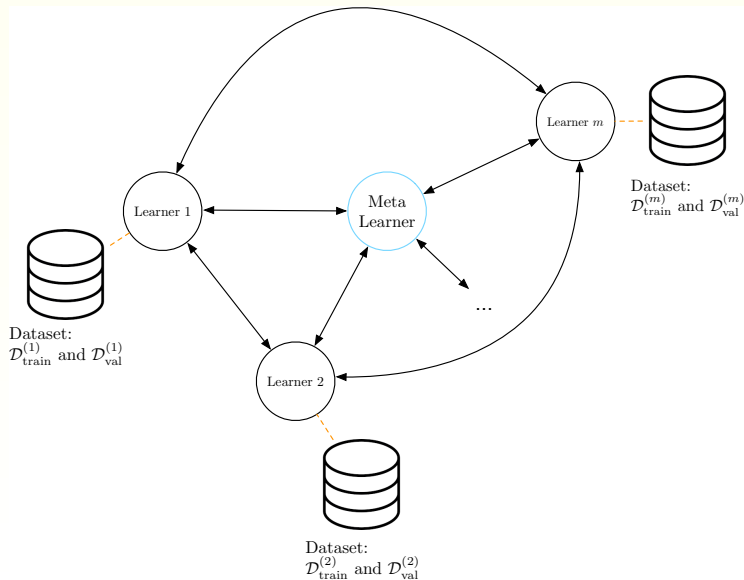 Learner m
Dataset:
𝒟_train^(m) and 𝒟_val^(m)
Learner 1
Meta
Learner
Dataset:
𝒟_train^(1) and 𝒟_val^(1)
...
Learner 2
Dataset:
𝒟_train^(2) and 𝒟_val^(2)